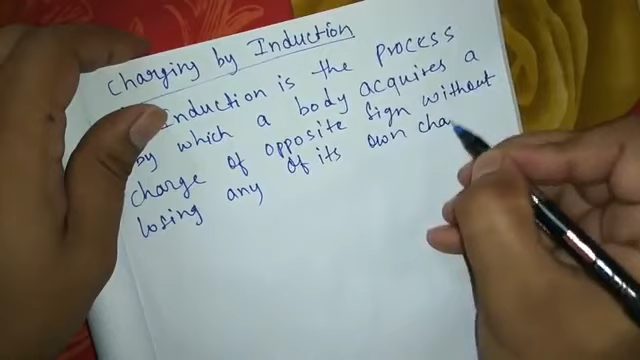 Charging by Induction
Induction is the process
by which a body acquires a
charge of opposite sign without
losing any of its own cha